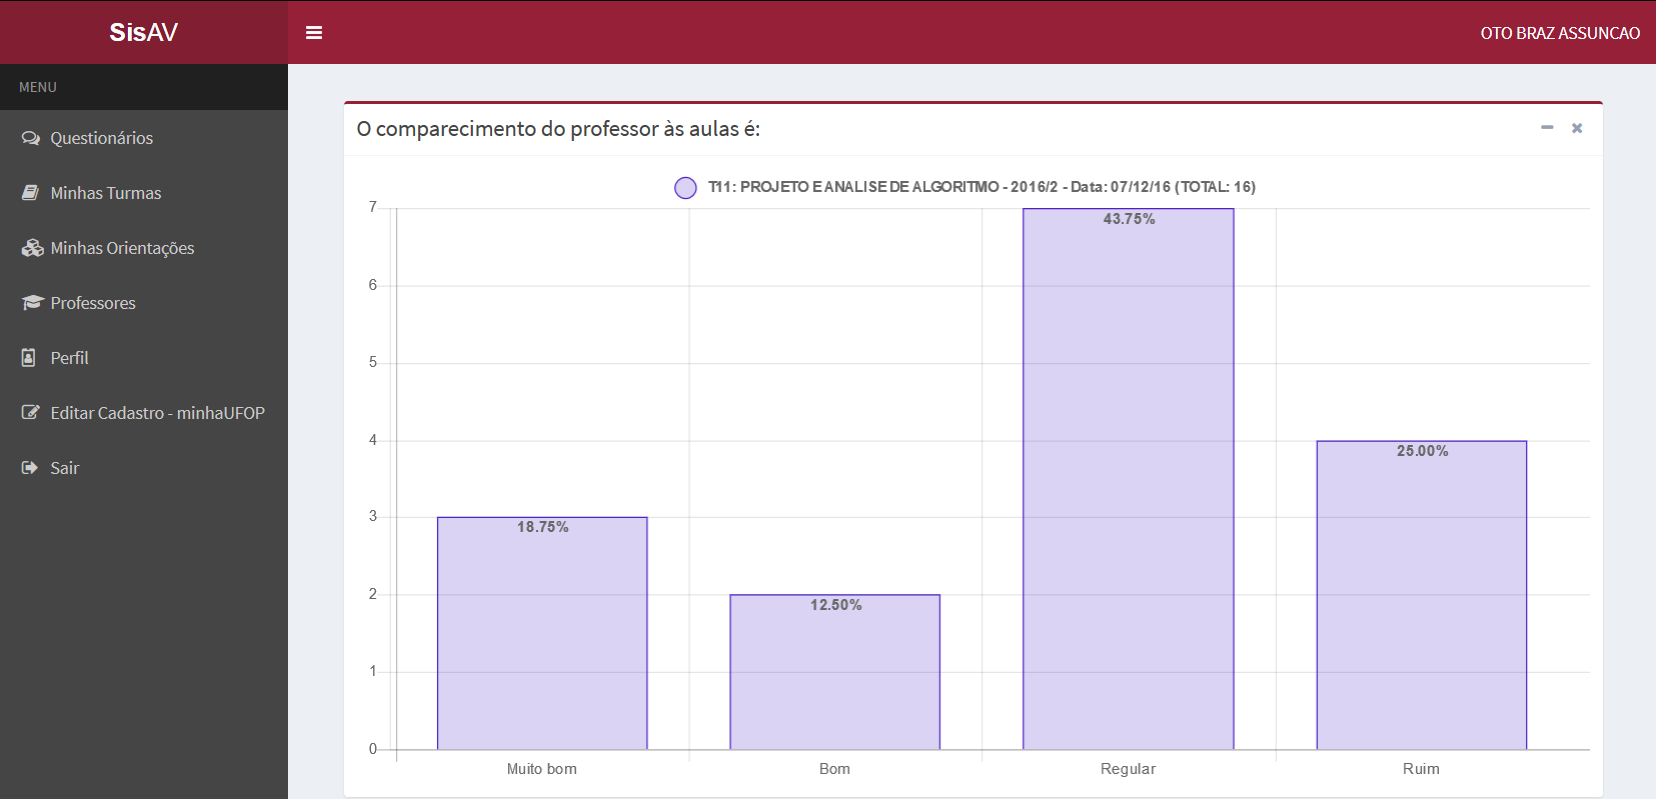 SisAV
OTO BRAZ ASSUNCAO
MENU
Questionários
Minhas Turmas
Minhas Orientações
Professores
Perfil
Editar Cadastro - minhaUFOP
Sair
O comparecimento do professor às aulas é:
T11: PROJETO E ANALISE DE ALGORITMO - 2016/2 - Data: 07/12/16 (TOTAL: 16)
7
6
5
4
3
2
1
0
18.75%
12.50%
43.75%
25.00%
Muito bom
Bom
Regular
Ruim